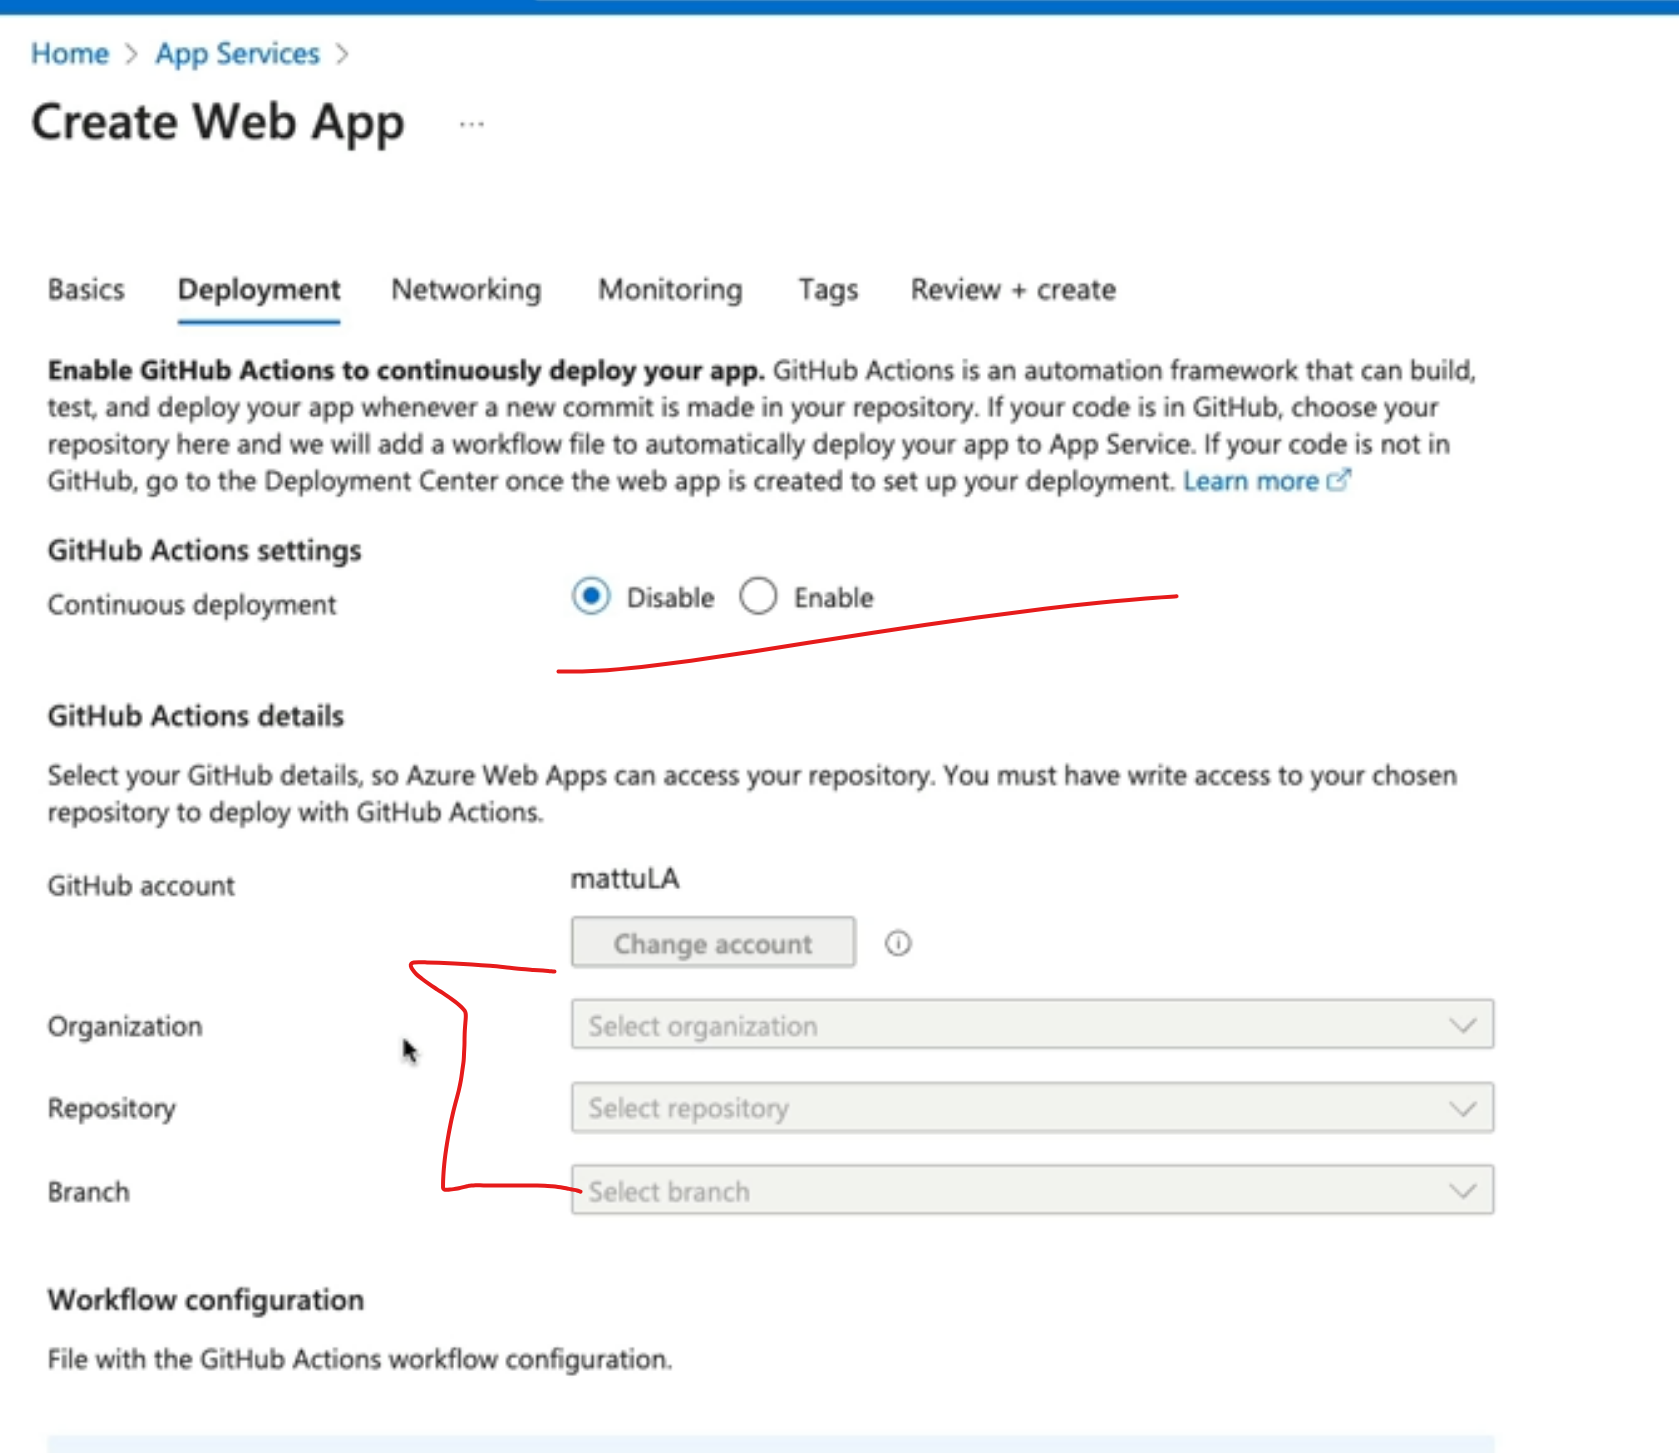 Home > App Services >
Create Web App ...
Basics Deployment Networking Monitoring Tags Review + create
Enable GitHub Actions to continuously deploy your app. GitHub Actions is an automation framework that can build,
test, and deploy your app whenever a new commit is made in your repository. If your code is in GitHub, choose your
repository here and we will add a workflow file to automatically deploy your app to App Service. If your code is not in
GitHub, go to the Deployment Center once the web app is created to set up your deployment. Learn more
GitHub Actions settings
Continuous deployment Disable Enable
GitHub Actions details
Select your GitHub details, so Azure Web Apps can access your repository. You must have write access to your chosen
repository to deploy with GitHub Actions.
GitHub account mattuLA
Change account
Organization Select organization
Repository Select repository
Branch Select branch
Workflow configuration
File with the GitHub Actions workflow configuration.